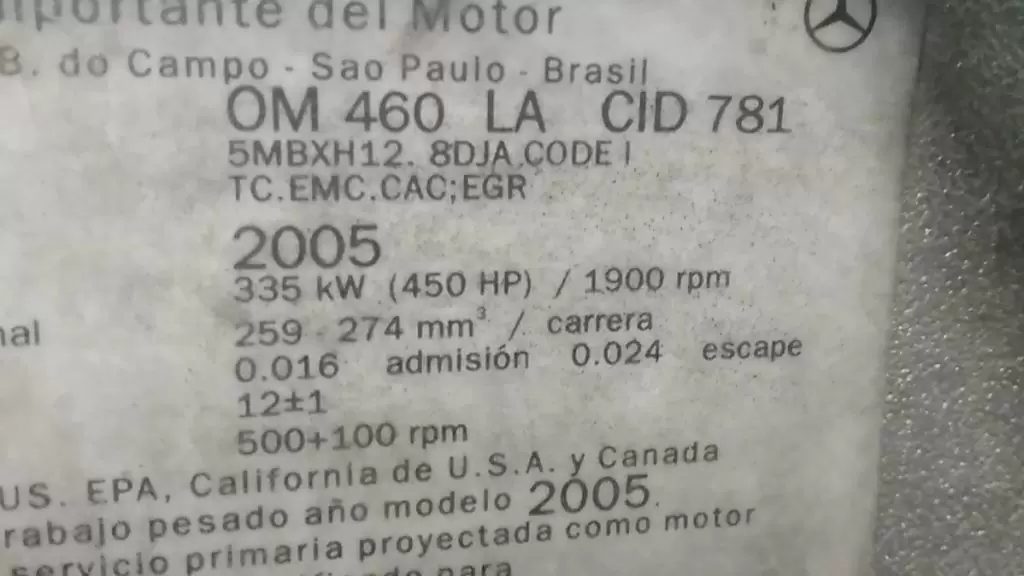 mportante del Motor
B. do Campo - Sao Paulo - Brasil
OM 460 LA CID 781
5MBXH12. 8DJA,CODE I
TC.EMC.CAC;EGR
2005
335 kW (450 HP) / 1900 rpm
nal 259 - 274 mm³ / carrera
0.016 admisión 0.024 escape
12±1
500+100 rpm
US. EPA, California de U.S.A. y Canada
rabajo pesado año modelo 2005.
servicio primaria proyectada como motor
para